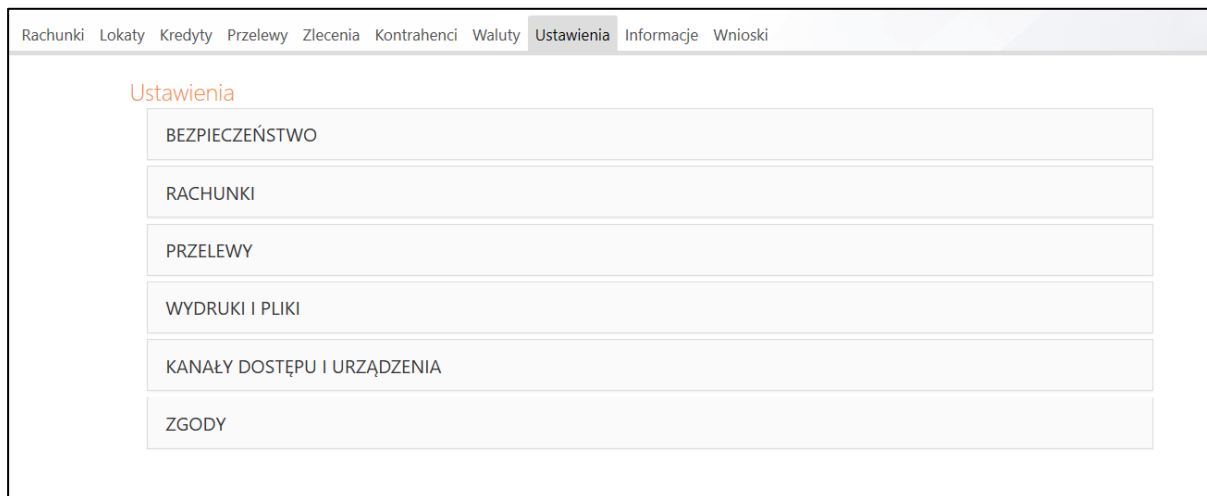 Rachunki Lokaty Kredyty Przelewy Zlecenia Kontrahenci Waluty Ustawienia Informacje Wnioski
Ustawienia
BEZPIECZEŃSTWO
RACHUNKI
PRZELEWY
WYDRUKI I PLIKI
KANAŁY DOSTĘPU I URZĄDZENIA
ZGODY